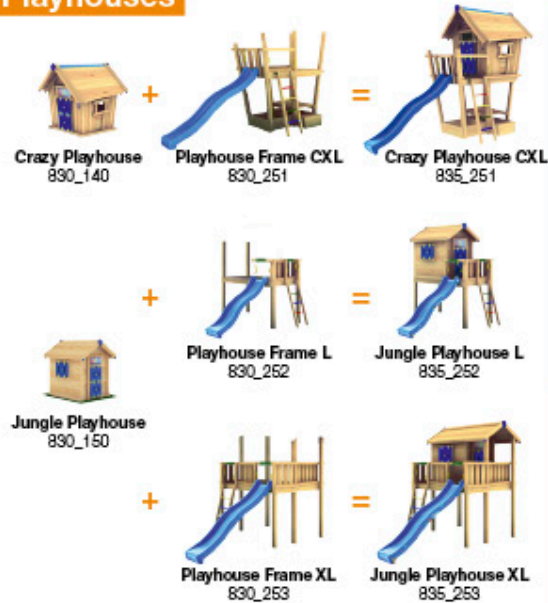 Playhouses
+ =
Crazy Playhouse Playhouse Frame CXL Crazy Playhouse CXL
830_140 830_251 835_251
+ =
Playhouse Frame L Jungle Playhouse L
830_252 835_252
Jungle Playhouse
830_150
+ =
Playhouse Frame XL Jungle Playhouse XL
830_253 835_253